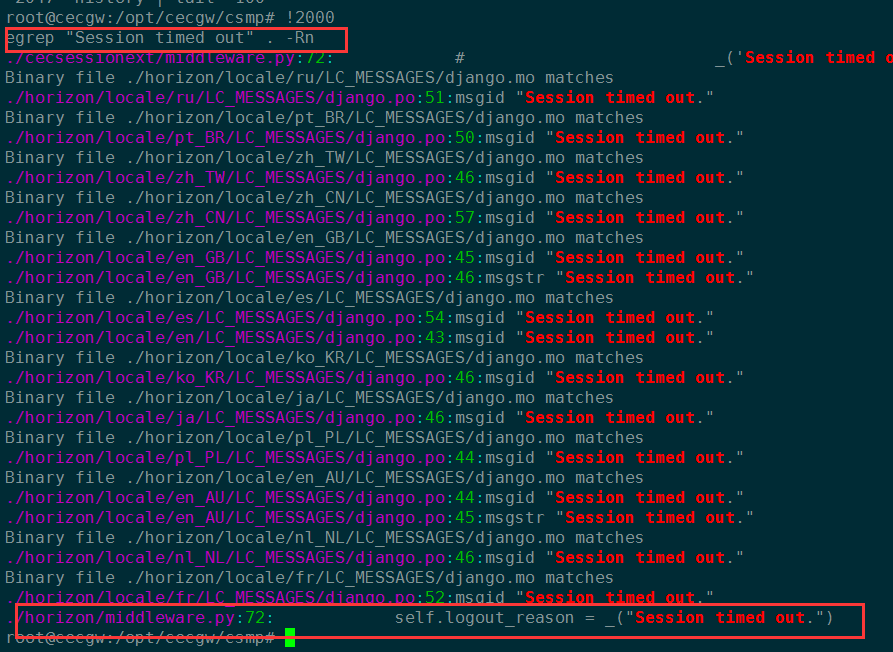 2047 history | tail -100
root@cecgw:/opt/cecgw/csmp# !2000
egrep "Session timed out" . -Rn
./cecsessionext/middleware.py:72: # _('Session timed o
Binary file ./horizon/locale/ru/LC_MESSAGES/django.mo matches
./horizon/locale/ru/LC_MESSAGES/django.po:51:msgid "Session timed out."
Binary file ./horizon/locale/pt_BR/LC_MESSAGES/django.mo matches
./horizon/locale/pt_BR/LC_MESSAGES/django.po:50:msgid "Session timed out."
Binary file ./horizon/locale/zh_TW/LC_MESSAGES/django.mo matches
./horizon/locale/zh_TW/LC_MESSAGES/django.po:46:msgid "Session timed out."
Binary file ./horizon/locale/zh_CN/LC_MESSAGES/django.mo matches
./horizon/locale/zh_CN/LC_MESSAGES/django.po:57:msgid "Session timed out."
Binary file ./horizon/locale/en_GB/LC_MESSAGES/django.mo matches
./horizon/locale/en_GB/LC_MESSAGES/django.po:45:msgid "Session timed out."
./horizon/locale/en_GB/LC_MESSAGES/django.po:46:msgstr "Session timed out."
Binary file ./horizon/locale/es/LC_MESSAGES/django.mo matches
./horizon/locale/es/LC_MESSAGES/django.po:54:msgid "Session timed out."
./horizon/locale/en/LC_MESSAGES/django.po:43:msgid "Session timed out."
Binary file ./horizon/locale/ko_KR/LC_MESSAGES/django.mo matches
./horizon/locale/ko_KR/LC_MESSAGES/django.po:46:msgid "Session timed out."
Binary file ./horizon/locale/ja/LC_MESSAGES/django.mo matches
./horizon/locale/ja/LC_MESSAGES/django.po:46:msgid "Session timed out."
Binary file ./horizon/locale/pl_PL/LC_MESSAGES/django.mo matches
./horizon/locale/pl_PL/LC_MESSAGES/django.po:44:msgid "Session timed out."
Binary file ./horizon/locale/en_AU/LC_MESSAGES/django.mo matches
./horizon/locale/en_AU/LC_MESSAGES/django.po:44:msgid "Session timed out."
./horizon/locale/en_AU/LC_MESSAGES/django.po:45:msgstr "Session timed out."
Binary file ./horizon/locale/nl_NL/LC_MESSAGES/django.mo matches
./horizon/locale/nl_NL/LC_MESSAGES/django.po:46:msgid "Session timed out."
Binary file ./horizon/locale/fr/LC_MESSAGES/django.mo matches
./horizon/locale/fr/LC_MESSAGES/django.po:52:msgid "Session timed out."
./horizon/middleware.py:72: self.logout_reason = _("Session timed out.")
root@cecgw:/opt/cecgw/csmp#